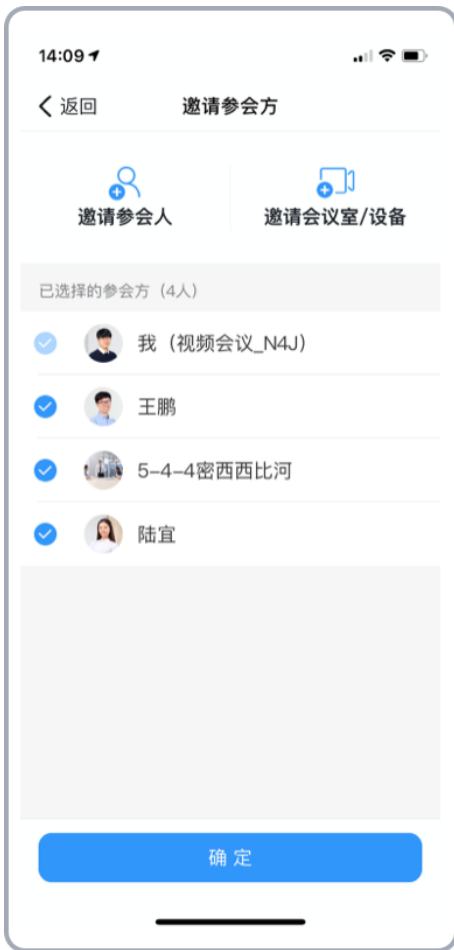 14:09
返回
邀请参会方
邀请参会人
邀请会议室/设备
已选择的参会方（4人）
我（视频会议_N4J）
王鹏
5-4-4密西西比河
陆宜
确 定